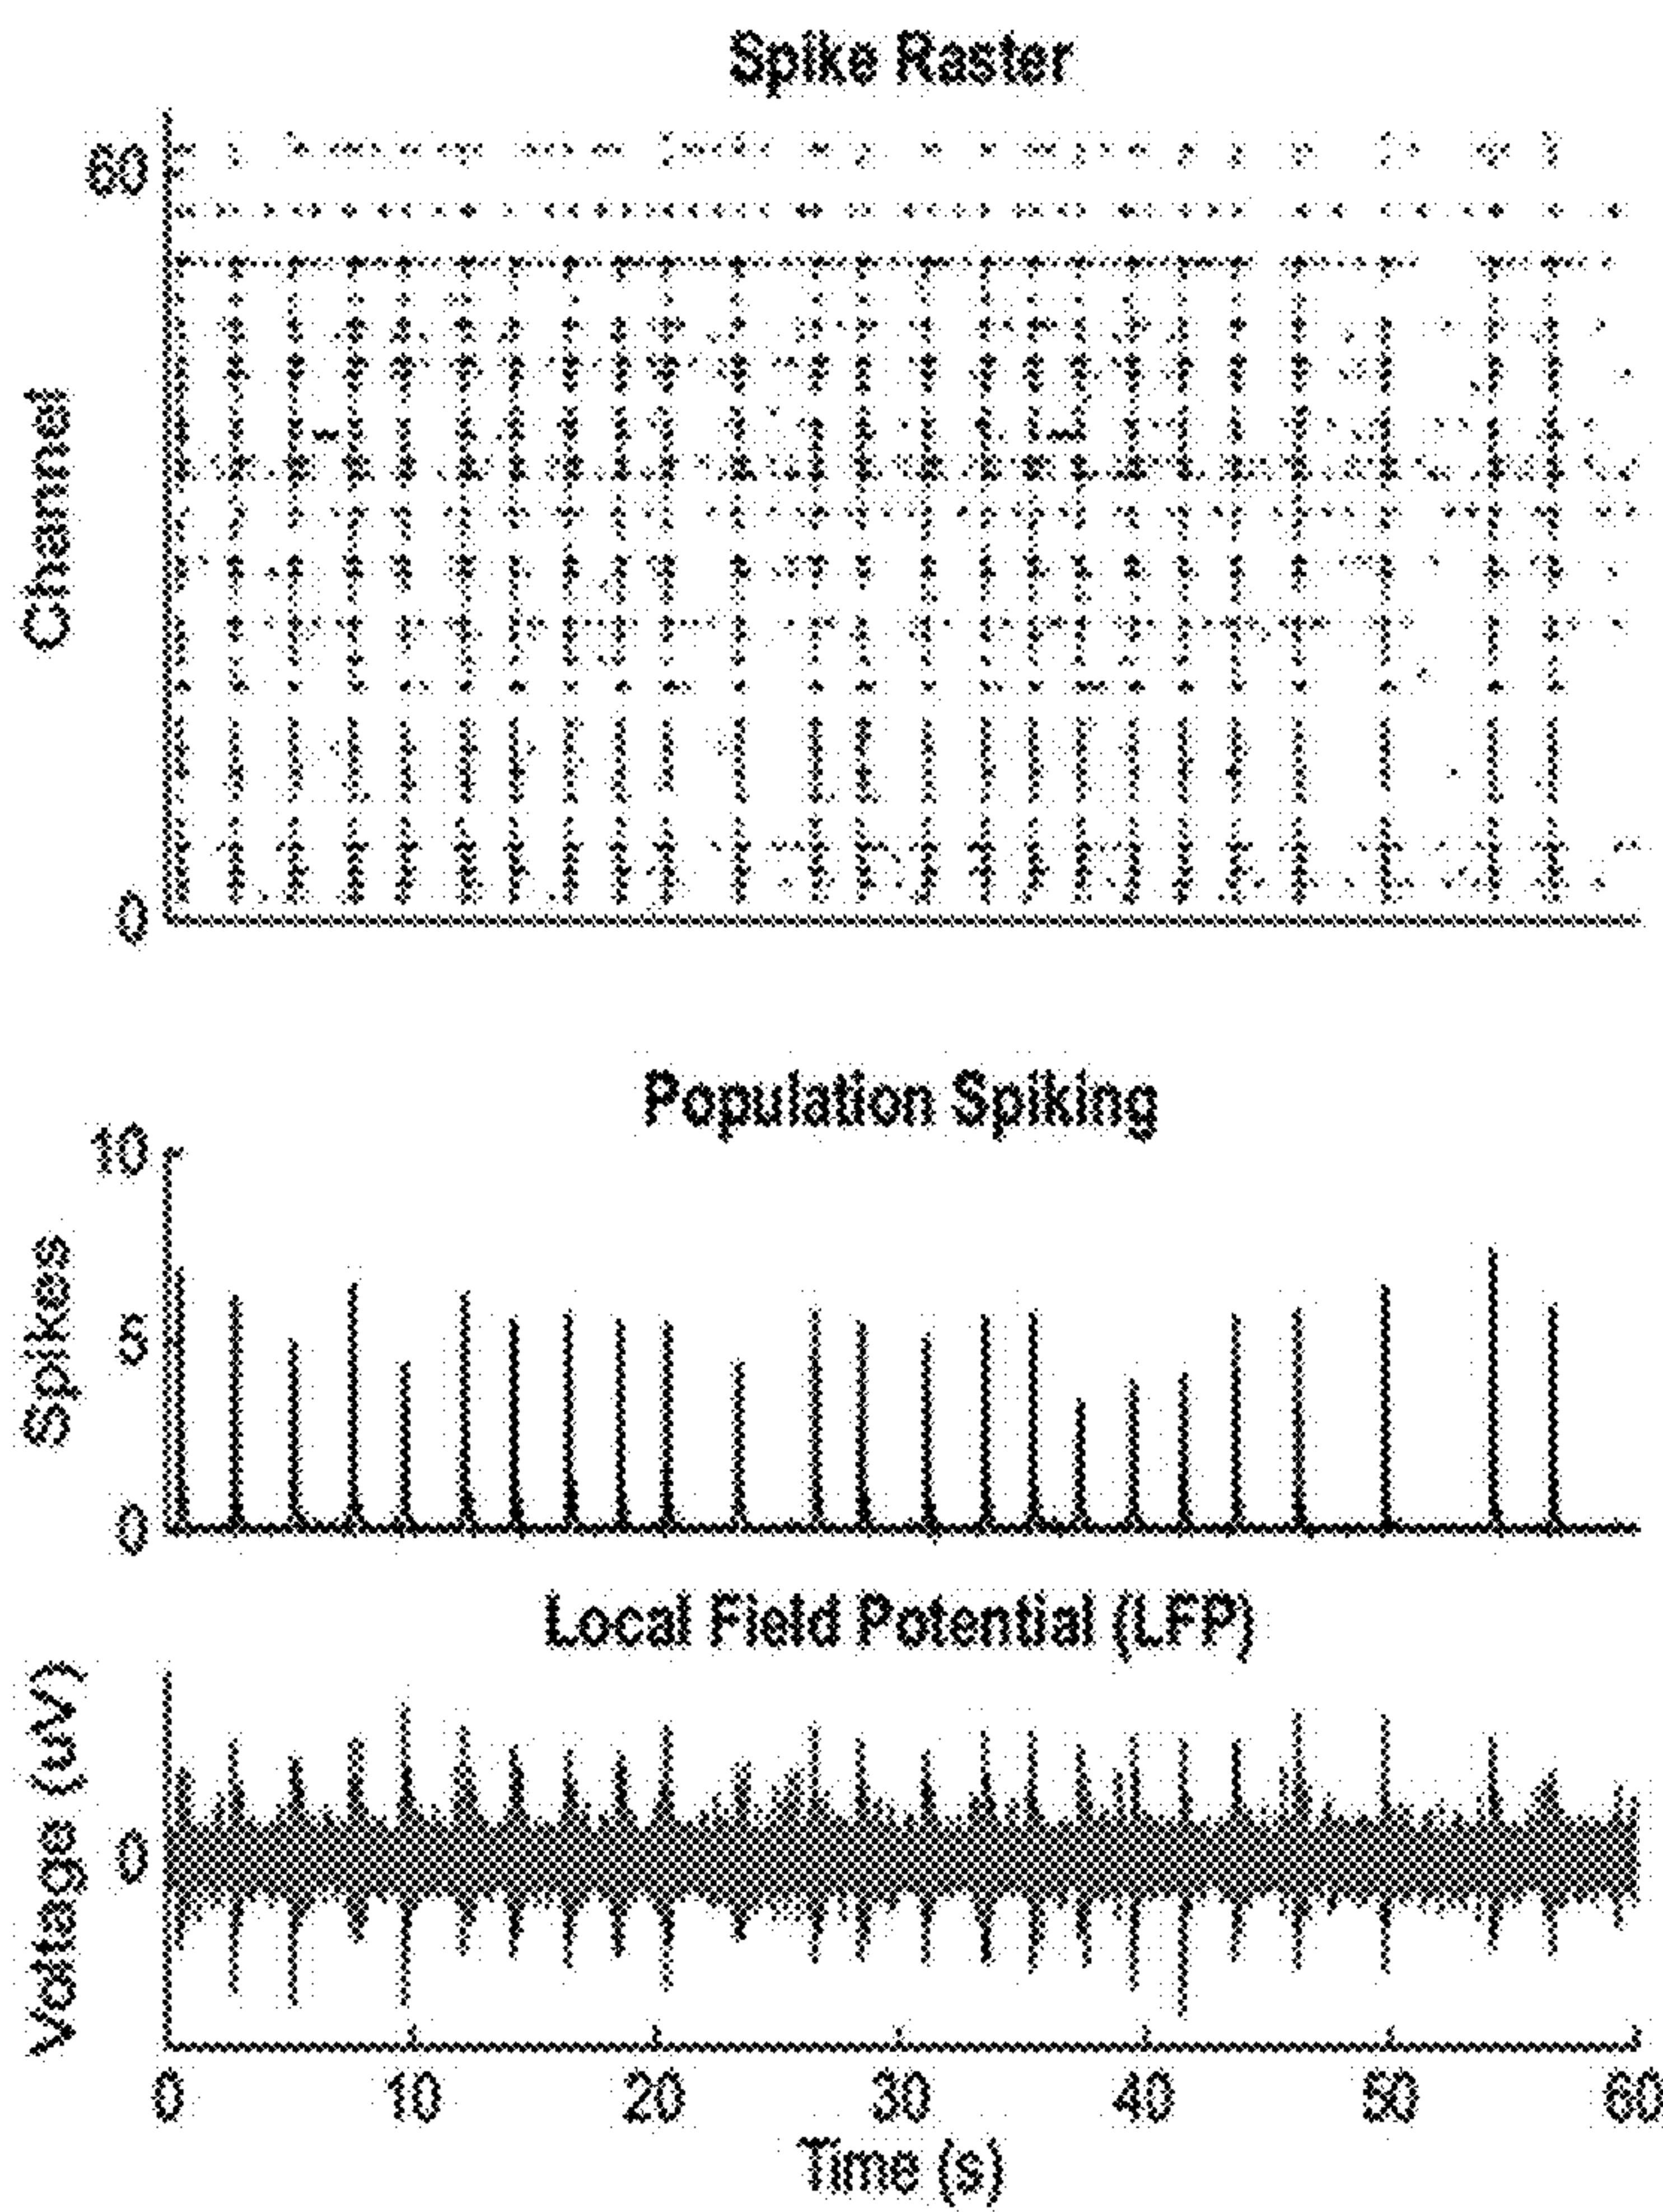 Spike Raster
60
Channel
0
Population Spiking
10
Spikes
5
0
Local Field Potential (LFP)
Voltage (uV)
0
0 10 20 30 40 50 60
Time (s)